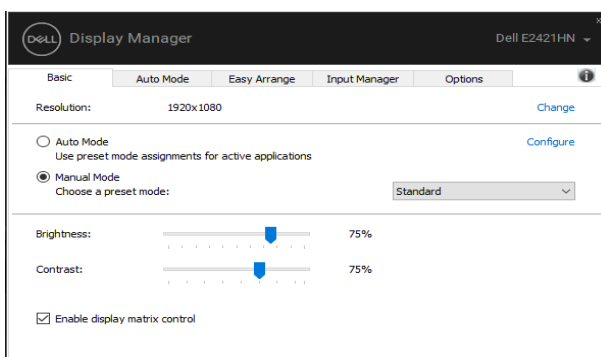 DELL Display Manager Dell E2421HN
Basic Auto Mode Easy Arrange Input Manager Options
Resolution: 1920x1080 Change
Auto Mode Configure
Use preset mode assignments for active applications
Manual Mode
Choose a preset mode: Standard
Brightness: 75%
Contrast: 75%
Enable display matrix control